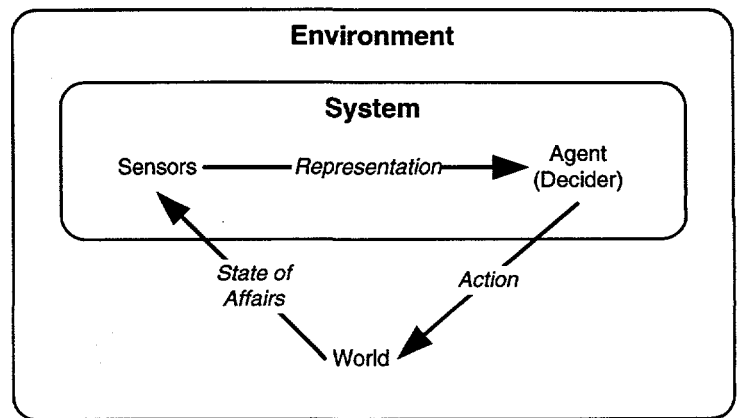 Environment
System
Sensors
Representation
Agent
(Decider)
State of
Affairs
Action
World